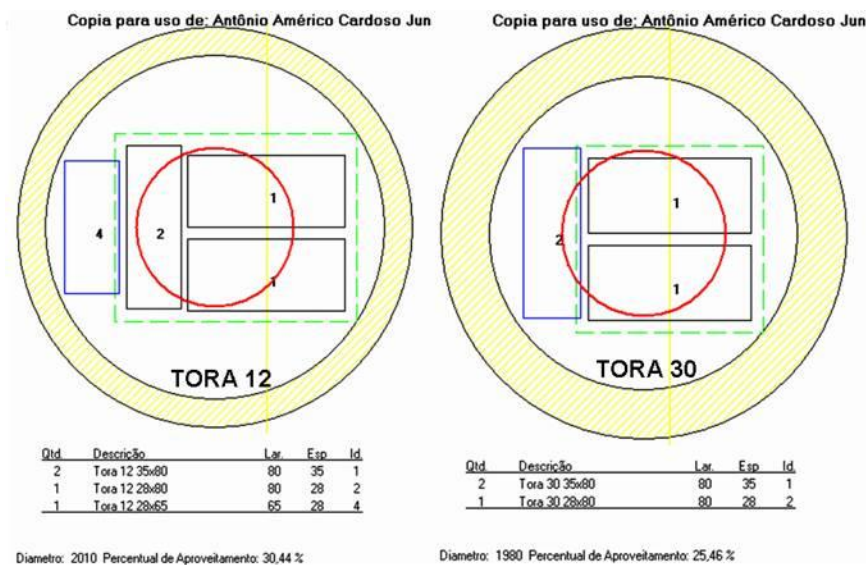 Copia para uso de: Antônio Américo Cardoso Jun
4
2
1
1
TORA 12
Qtd. Descrição Lar. Esp Id.
2 Tora 12 35x80 80 35 1
1 Tora 12 28x80 80 28 2
1 Tora 12 28x65 65 28 4
Diametro: 2010 Percentual de Aproveitamento: 30,44 %
Copia para uso de: Antônio Américo Cardoso Jun
2
1
1
TORA 30
Qtd. Descrição Lar. Esp Id.
2 Tora 30 35x80 80 35 1
1 Tora 30 28x80 80 28 2
Diametro: 1980 Percentual de Aproveitamento: 25,46 %